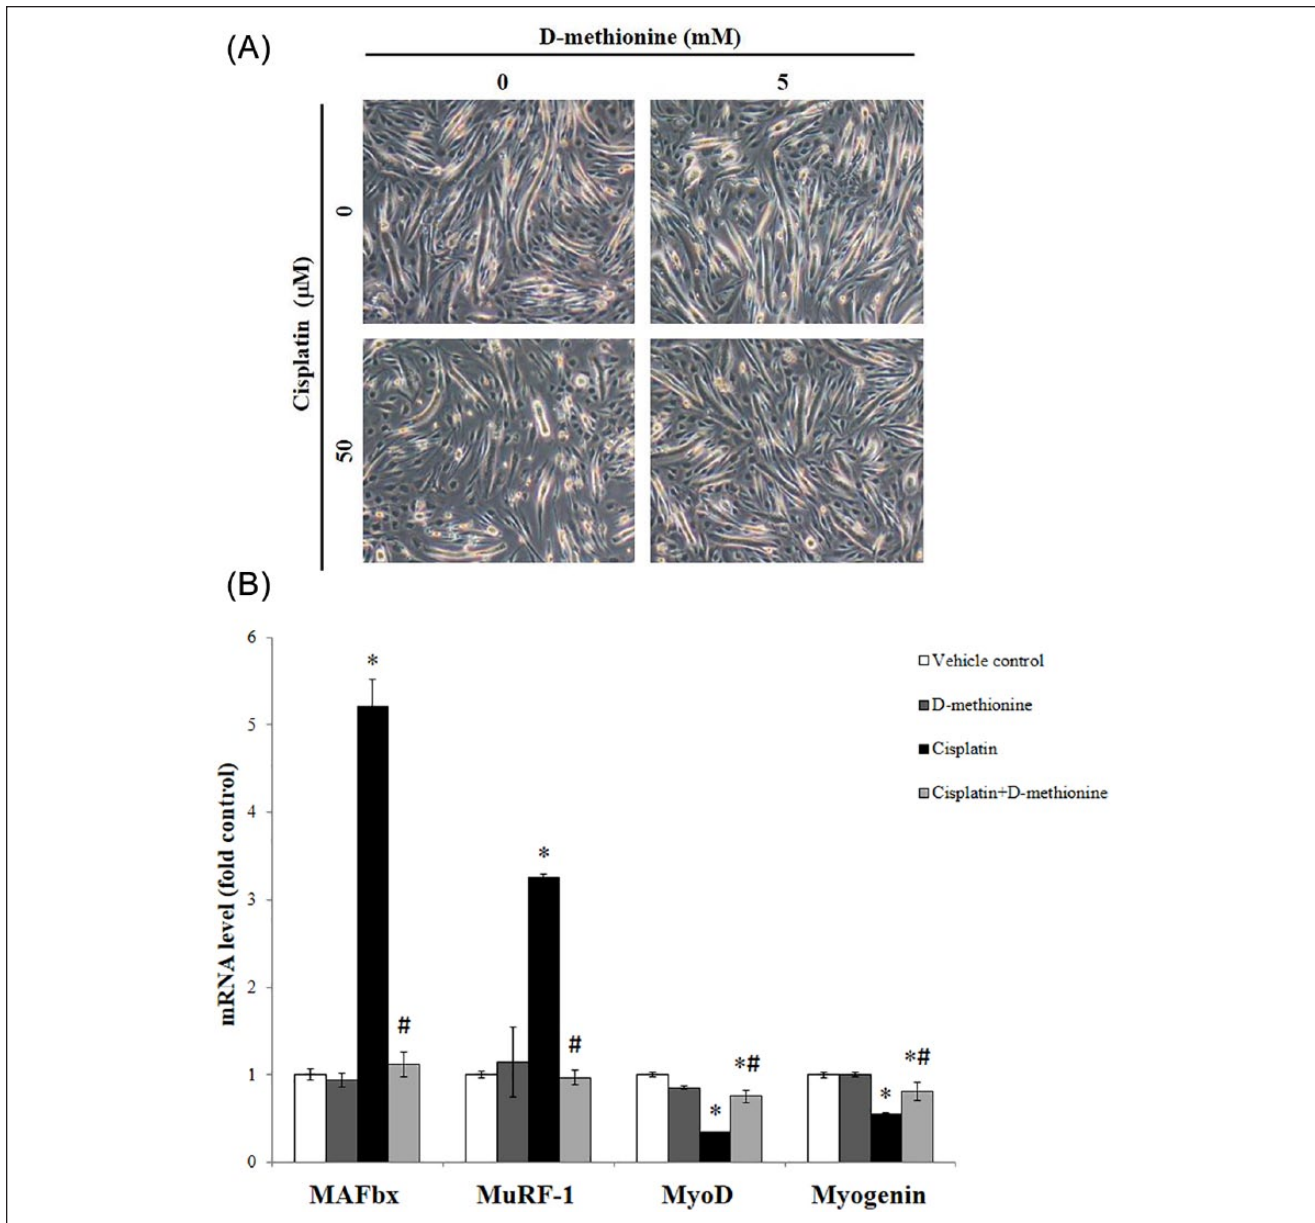 (A)
D-methionine (mM)
0
5
Cisplatin (μM)
0
50
(B)
mRNA level (fold control)
6
5
4
3
2
1
0
*
#
*
#
*
*#
*
*#
Vehicle control
D-methionine
Cisplatin
Cisplatin+D-methionine
MAFbx
MuRF-1
MyoD
Myogenin